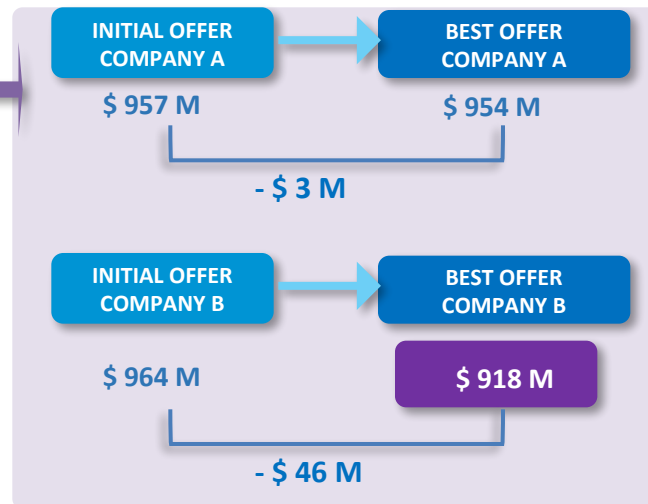 INITIAL OFFER
COMPANY A
BEST OFFER
COMPANY A
$ 957 M
$ 954 M
- $ 3 M
INITIAL OFFER
COMPANY B
BEST OFFER
COMPANY B
$ 964 M
$ 918 M
- $ 46 M